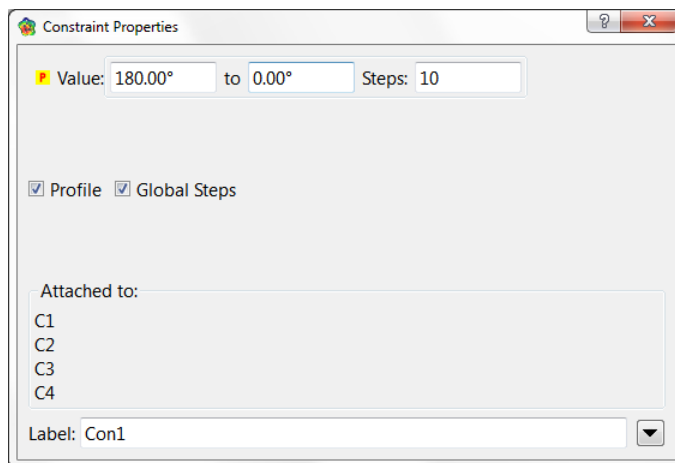 Constraint Properties
P Value: 180.00° to 0.00° Steps: 10
Profile Global Steps
Attached to:
C1
C2
C3
C4
Label: Con1